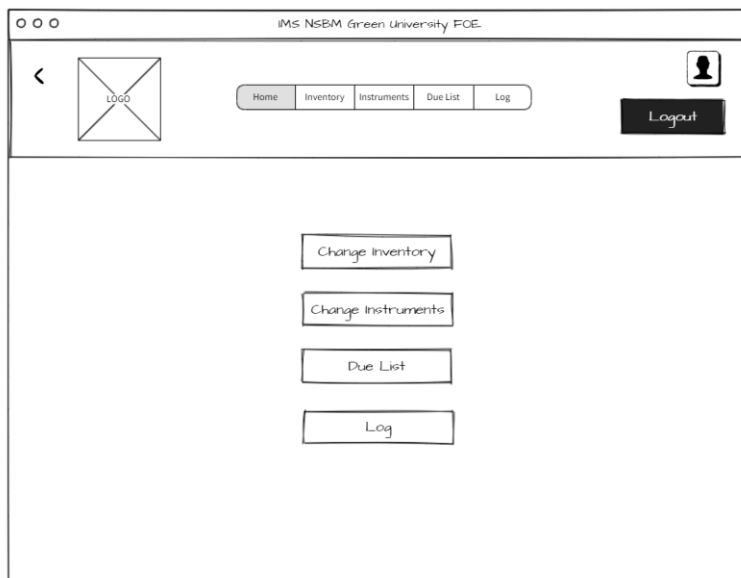 IMS NSBM Green University FOE
LOGO
Home Inventory Instruments Due List Log
Logout
Change Inventory
Change Instruments
Due List
Log